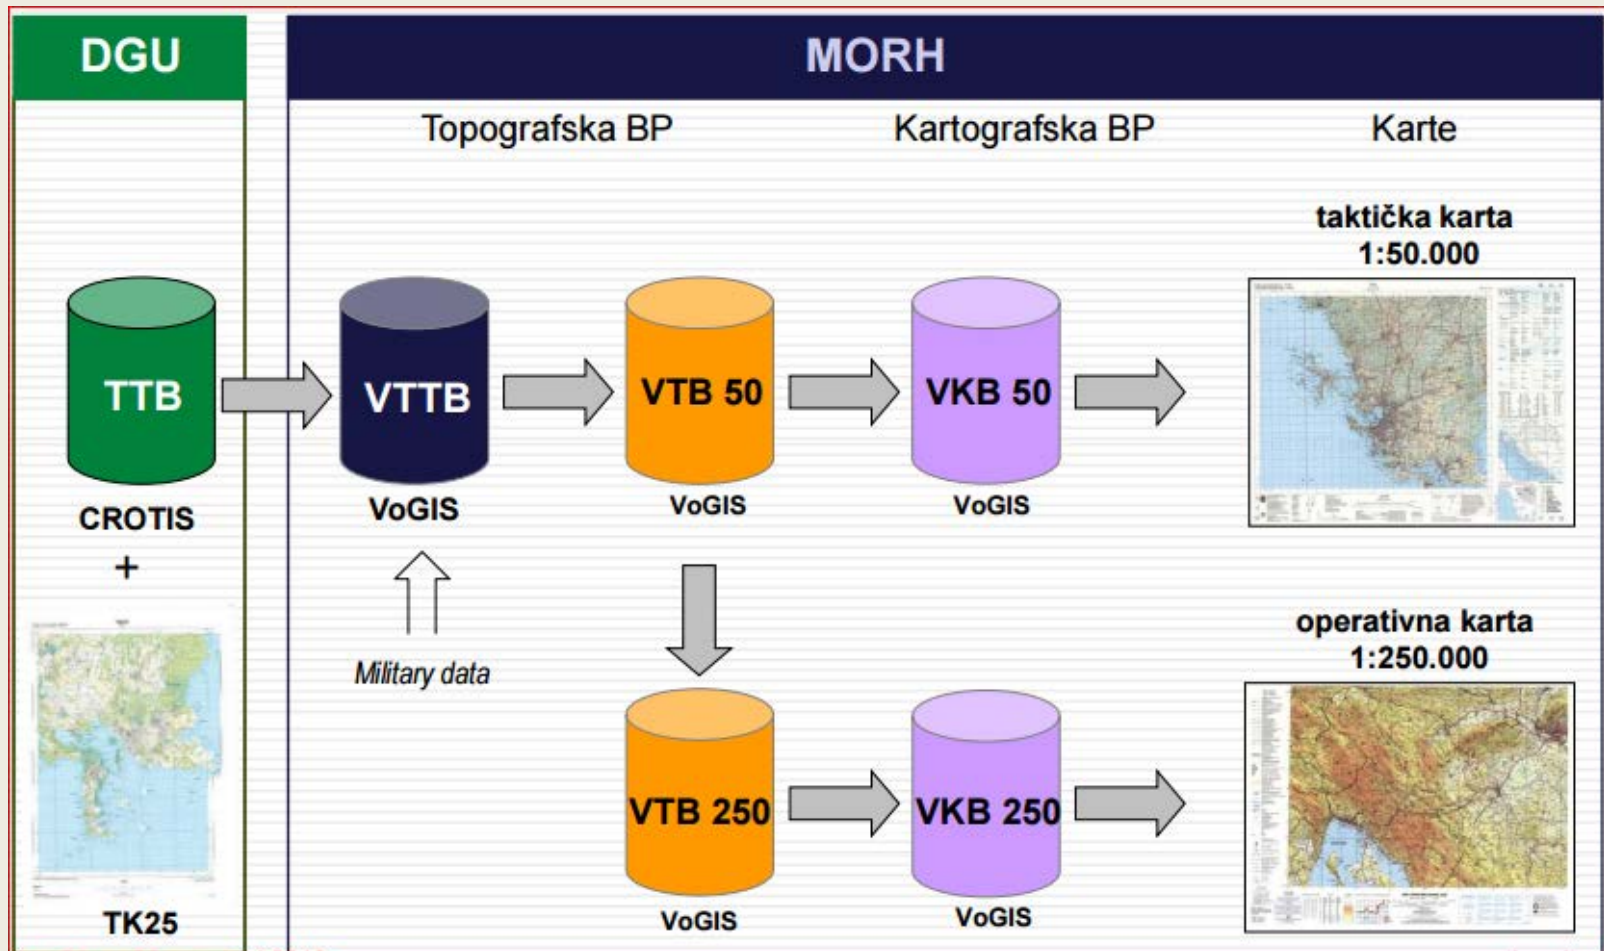 DGU
MORH
Topografska BP
Kartografska BP
Karte
taktička karta
1:50.000
TTB
VTTB
VTB 50
VKB 50
CROTIS
VoGIS
VoGIS
VoGIS
+
Military data
operativna karta
1:250.000
VTB 250
VKB 250
VoGIS
VoGIS
TK25